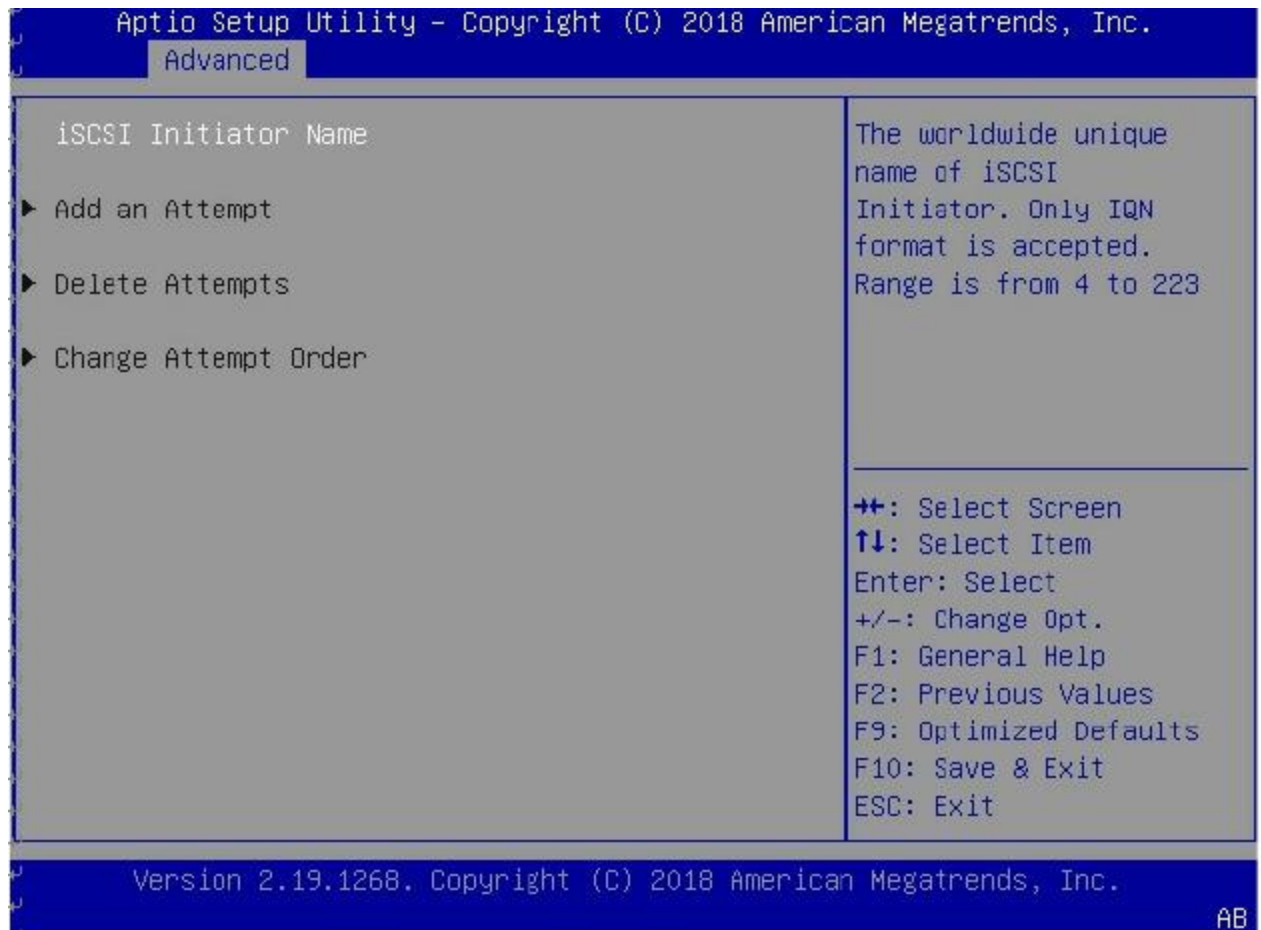 Aptio Setup Utility – Copyright (C) 2018 American Megatrends, Inc.
Advanced
iSCSI Initiator Name
Add an Attempt
Delete Attempts
Change Attempt Order
The worldwide unique
name of iSCSI
Initiator. Only IQN
format is accepted.
Range is from 4 to 223
→←: Select Screen
↑↓: Select Item
Enter: Select
+/-: Change Opt.
F1: General Help
F2: Previous Values
F9: Optimized Defaults
F10: Save & Exit
ESC: Exit
Version 2.19.1268. Copyright (C) 2018 American Megatrends, Inc.
AB